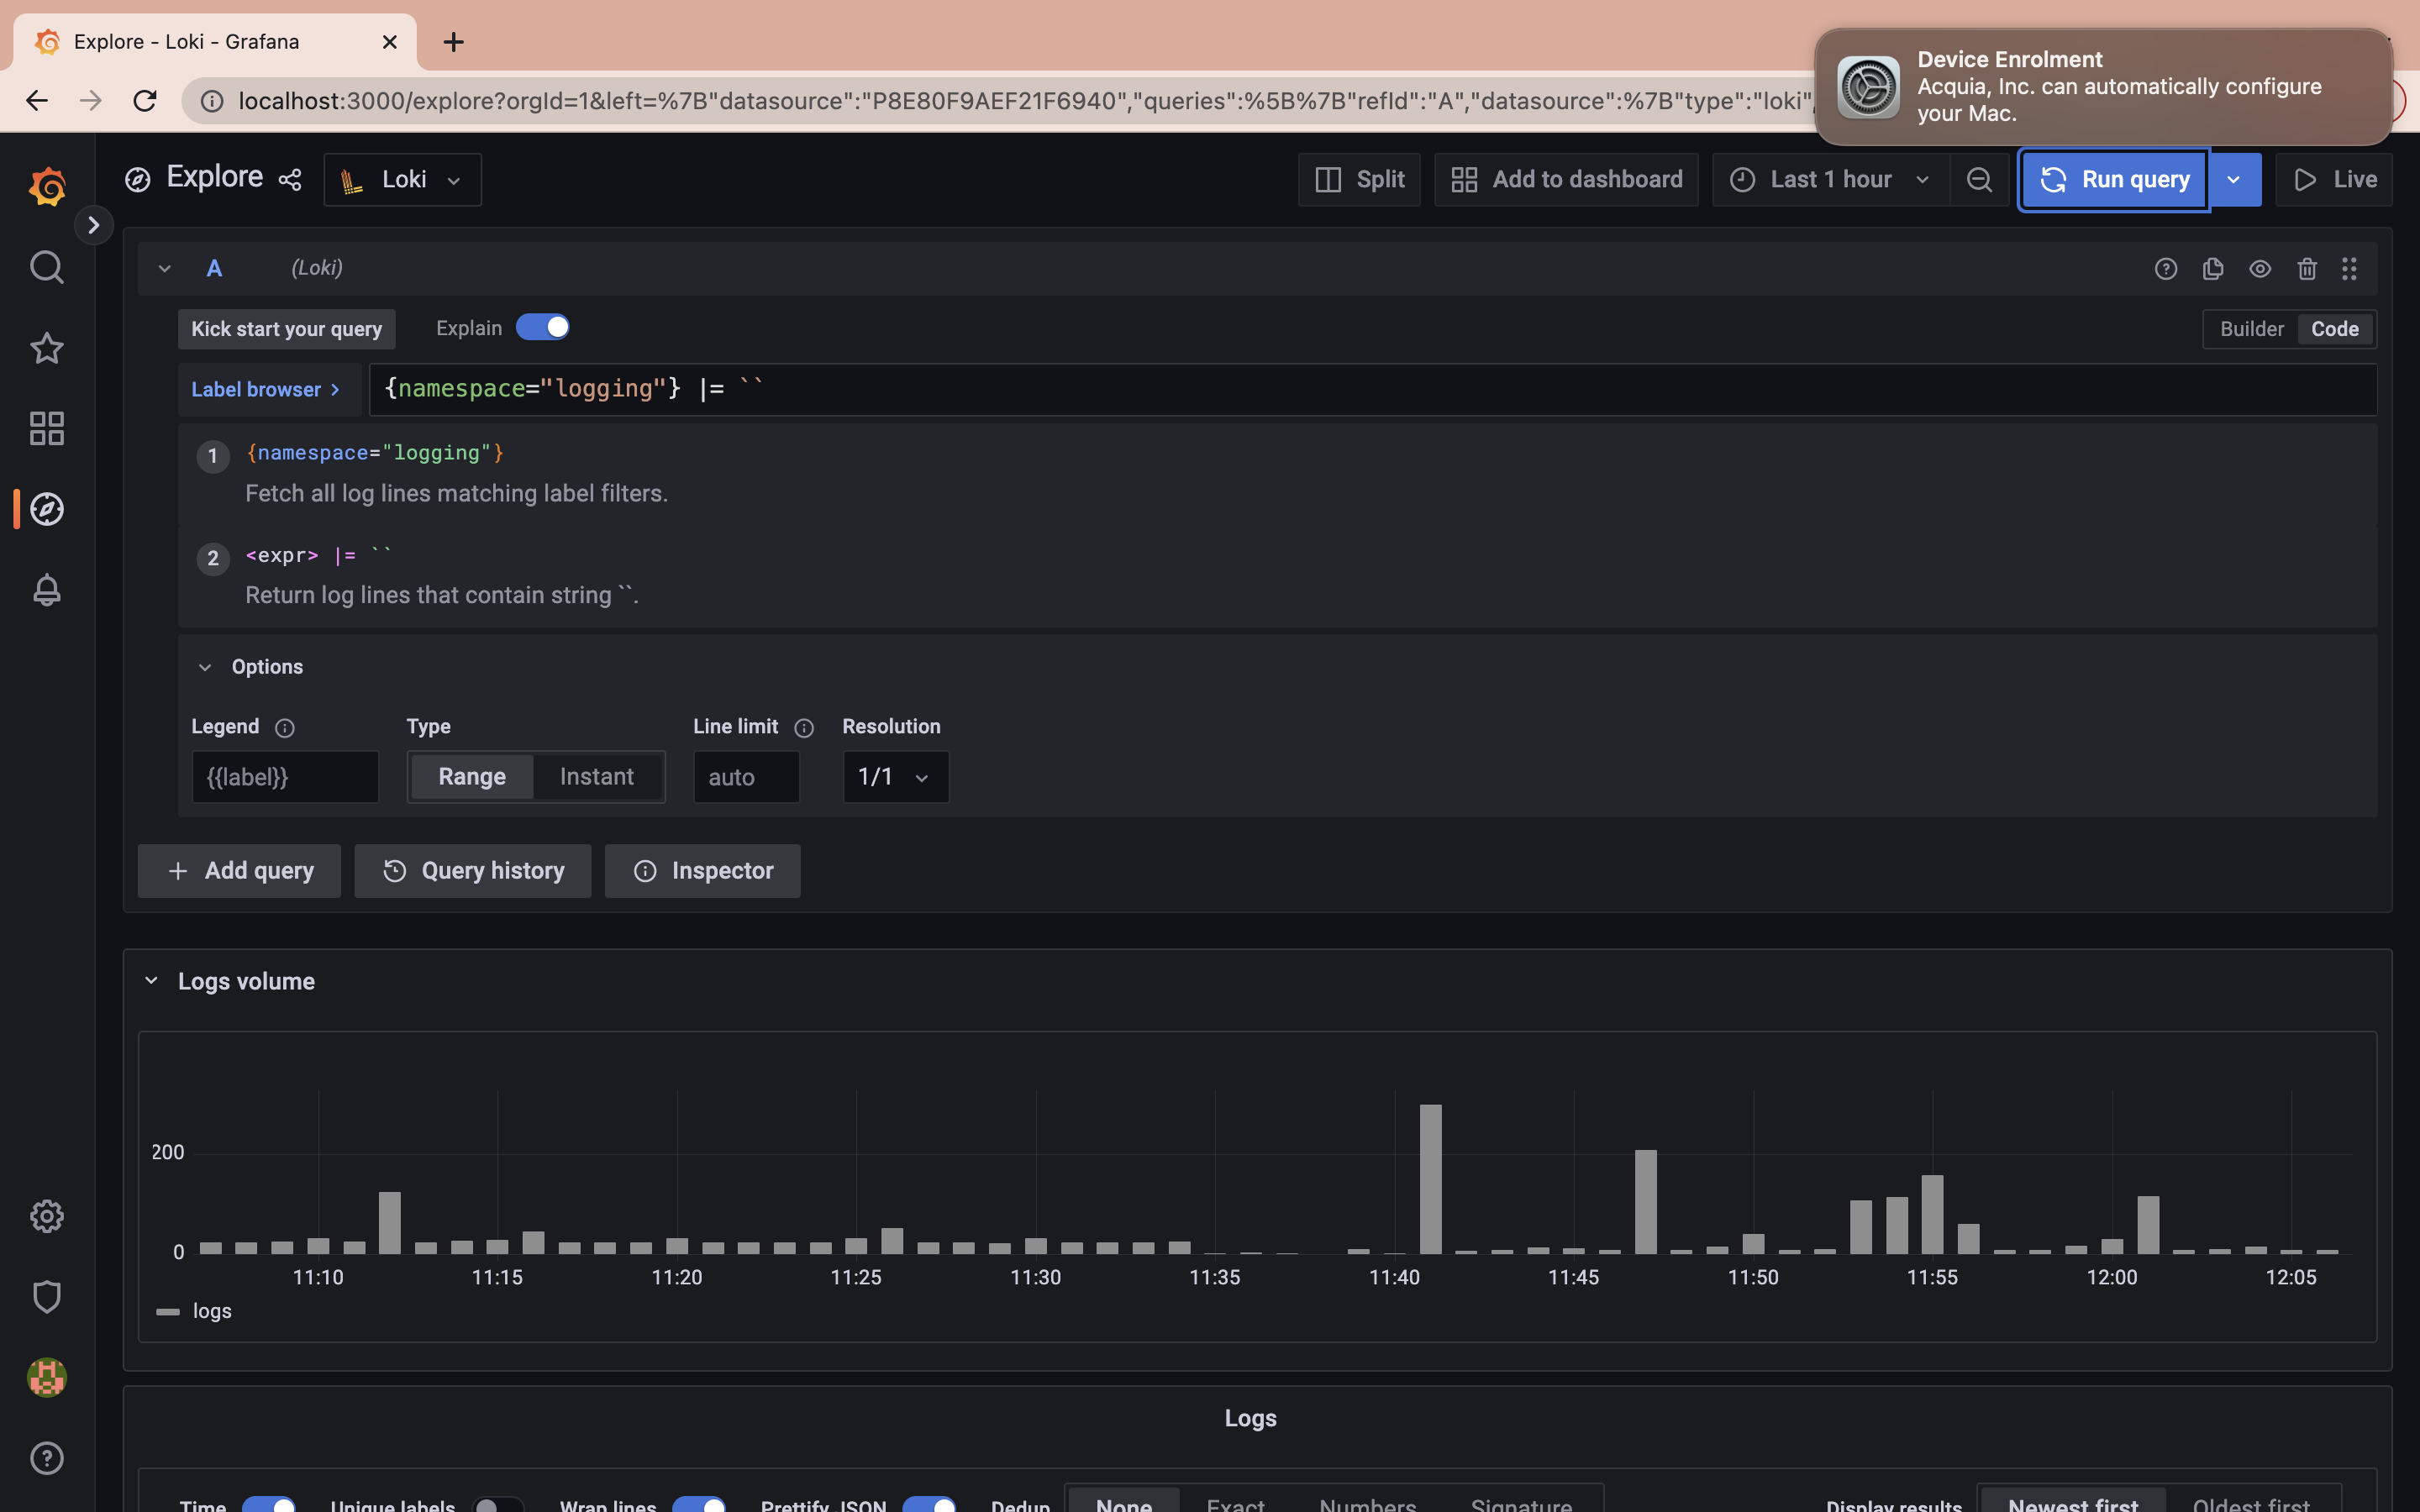 Explore - Loki - Grafana
Device Enrolment
Acquia, Inc. can automatically configure
your Mac.
localhost:3000/explore?orgId=1&left=%7B"datasource":"P8E80F9AEF21F6940","queries":%5B%7B"refId":"A","datasource":%7B"type":"loki"
Explore
Loki
Split
Add to dashboard
Last 1 hour
Run query
Live
A
(Loki)
Kick start your query
Explain
Builder
Code
Label browser >
{namespace="logging"} |= ``
1
{namespace="logging"}
Fetch all log lines matching label filters.
2
<expr> |= ``
Return log lines that contain string ``.
Options
Legend
Type
Line limit
Resolution
{{label}}
Range
Instant
auto
1/1
+ Add query
Query history
Inspector
Logs volume
200
0
11:10
11:15
11:20
11:25
11:30
11:35
11:40
11:45
11:50
11:55
12:00
12:05
logs
Logs
Time
Unique labels
Wrap lines
Prettify JSON
Dedup
None
Exact
Numbers
Signature
Display results
Newest first
Oldest first